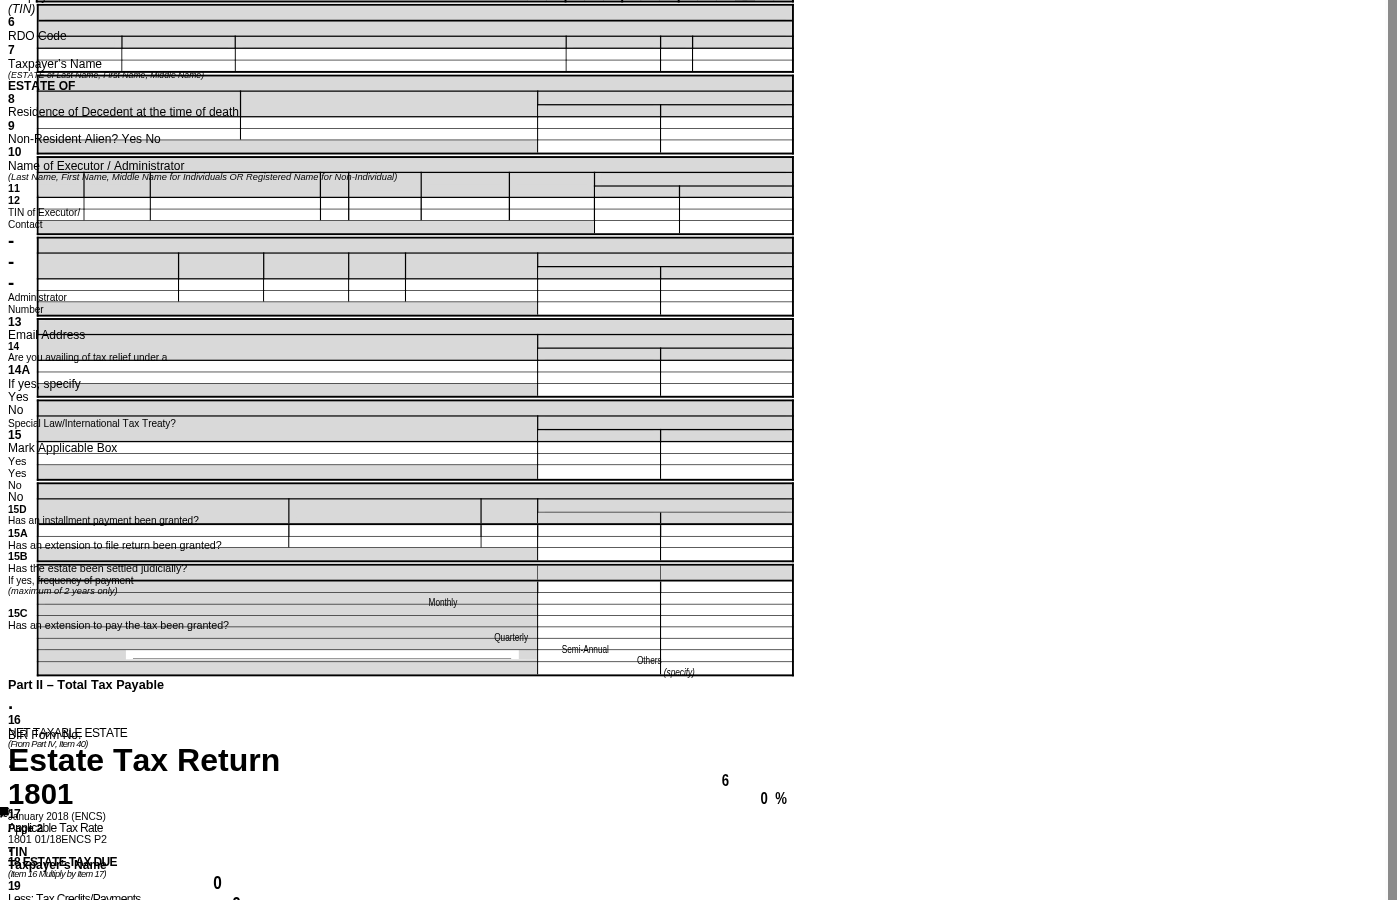 (TIN)
6
RDO Code
7
Taxpayer's Name
(ESTATE of Last Name, First Name, Middle Name)
ESTATE OF
8
Residence of Decedent at the time of death
9
Non-Resident Alien? Yes No
10
Name of Executor / Administrator
(Last Name, First Name, Middle Name for Individuals OR Registered Name for Non-Individual)
11
12
TIN of Executor/
Contact
-
-
-
Administrator
Number
13
Email Address
14
Are you availing of tax relief under a
14A
If yes, specify
Yes
No
Special Law/International Tax Treaty?
15
Mark Applicable Box
Yes
Yes
No
No
15D
Has an installment payment been granted?
15A
Has an extension to file return been granted?
15B
Has the estate been settled judicially?
If yes, frequency of payment
(maximum of 2 years only)
Monthly
15C
Has an extension to pay the tax been granted?
Quarterly
Semi-Annual
Others
(specify)
Part II – Total Tax Payable
.
16
NET TAXABLE ESTATE
BIR Form No.
(From Part IV, Item 40)
Estate Tax Return
6
1801
0 %
17
January 2018 (ENCS)
Applicable Tax Rate
Page 2
1801 01/18ENCS P2
TIN
18 ESTATE TAX DUE
Taxpayer's Name
(Item 16 Multiply by Item 17)
0
19
Less: Tax Credits/Payments